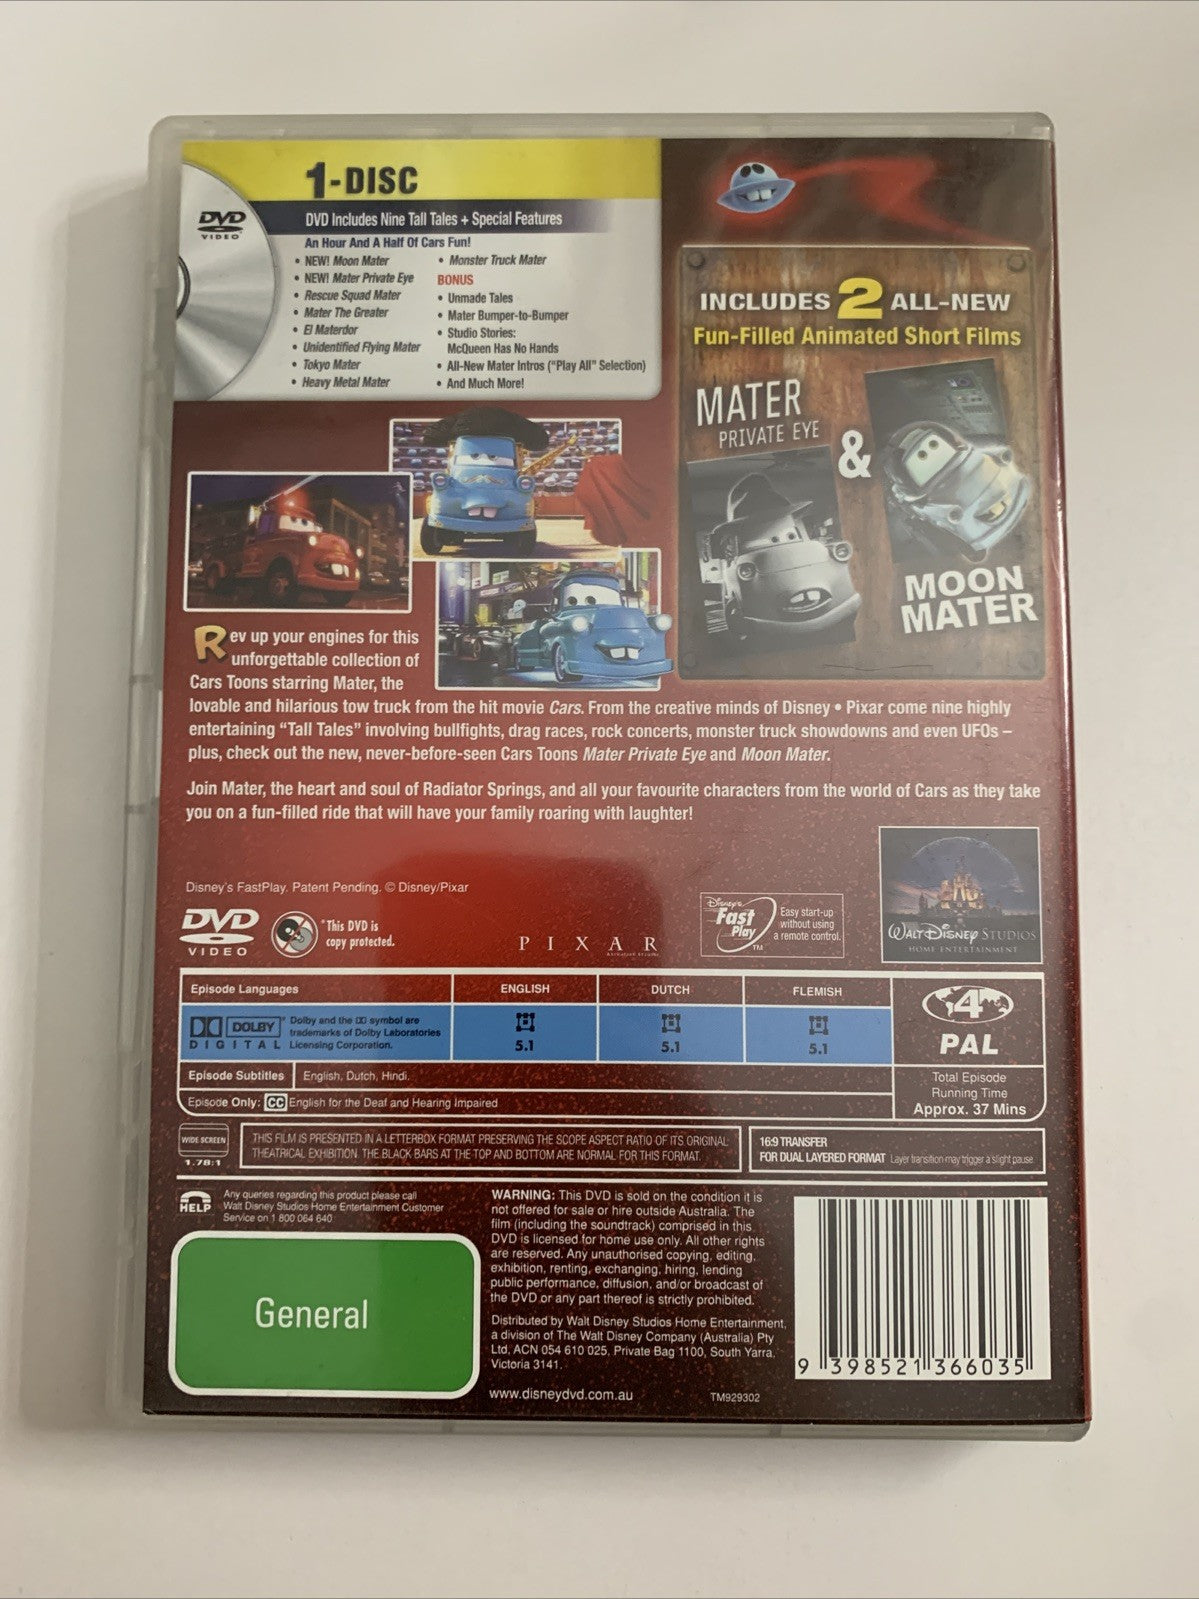 1-DISC
DVD Includes Nine Tall Tales + Special Features
An Hour And A Half Of Cars Fun!
• NEW! Moon Mater
• NEW! Mater Private Eye
• Rescue Squad Mater
• Mater The Greater
• El Materdor
• Unidentified Flying Mater
• Tokyo Mater
• Heavy Metal Mater
• Monster Truck Mater
BONUS
• Unmade Tales
• Mater Bumper-to-Bumper
• Studio Stories:
McQueen Has No Hands
• All-New Mater Intros ("Play All" Selection)
• And Much More!
DVD
VIDEO
INCLUDES 2 ALL-NEW
Fun-Filled Animated Short Films
MATER
PRIVATE EYE
&
MOON
MATER
Rev up your engines for this
unforgettable collection of
Cars Toons starring Mater, the
lovable and hilarious tow truck from the hit movie Cars. From the creative minds of Disney • Pixar come nine highly
entertaining "Tall Tales" involving bullfights, drag races, rock concerts, monster truck showdowns and even UFOs –
plus, check out the new, never-before-seen Cars Toons Mater Private Eye and Moon Mater.
Join Mater, the heart and soul of Radiator Springs, and all your favourite characters from the world of Cars as they take
you on a fun-filled ride that will have your family roaring with laughter!
Disney's FastPlay. Patent Pending. © Disney/Pixar
DVD
VIDEO
*This DVD is
copy protected.
PIXAR
ANIMATION STUDIOS
Disney's
Fast
Play
TM
Easy start-up
without using
a remote control.
WALT DISNEY STUDIOS
HOME ENTERTAINMENT
Episode Languages
ENGLISH
DUTCH
FLEMISH
DOLBY
DIGITAL
Dolby and the DD symbol are
trademarks of Dolby Laboratories
Licensing Corporation.
5.1
5.1
5.1
4
PAL
Episode Subtitles
English, Dutch, Hindi.
Episode Only: CC English for the Deaf and Hearing Impaired
Total Episode
Running Time
Approx. 37 Mins
WIDE SCREEN
1.78:1
THIS FILM IS PRESENTED IN A LETTERBOX FORMAT PRESERVING THE SCOPE ASPECT RATIO OF ITS ORIGINAL
THEATRICAL EXHIBITION. THE BLACK BARS AT THE TOP AND BOTTOM ARE NORMAL FOR THIS FORMAT.
16:9 TRANSFER
FOR DUAL LAYERED FORMAT Layer transition may trigger a slight pause.
HELP
Any queries regarding this product please call
Walt Disney Studios Home Entertainment Customer
Service on 1 800 064 640
General
WARNING: This DVD is sold on the condition it is
not offered for sale or hire outside Australia. The
film (including the soundtrack) comprised in this
DVD is licensed for home use only. All other rights
are reserved. Any unauthorised copying, editing,
exhibition, renting, exchanging, hiring, lending
public performance, diffusion, and/or broadcast of
the DVD or any part thereof is strictly prohibited.
Distributed by Walt Disney Studios Home Entertainment,
a division of The Walt Disney Company (Australia) Pty
Ltd, ACN 054 610 025, Private Bag 1100, South Yarra,
Victoria 3141.
www.disneydvd.com.au
TM929302
9 398521 366035